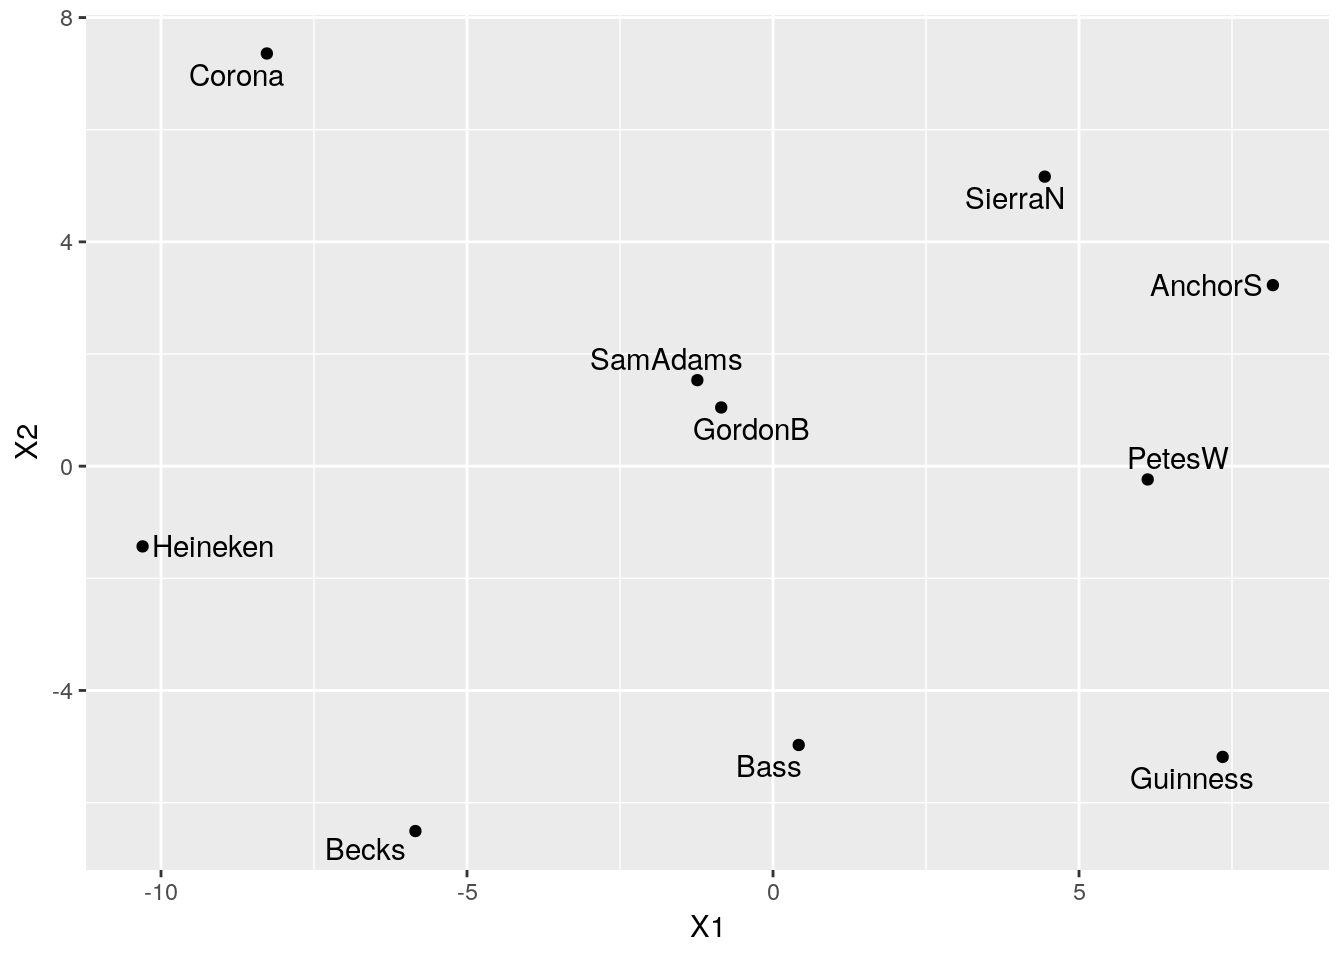 8
Corona
SierraN
4
AnchorS
SamAdams
GordonB
X2
PetesW
0
Heineken
-4
Bass
Guinness
Becks
-10 -5 0 5
X1